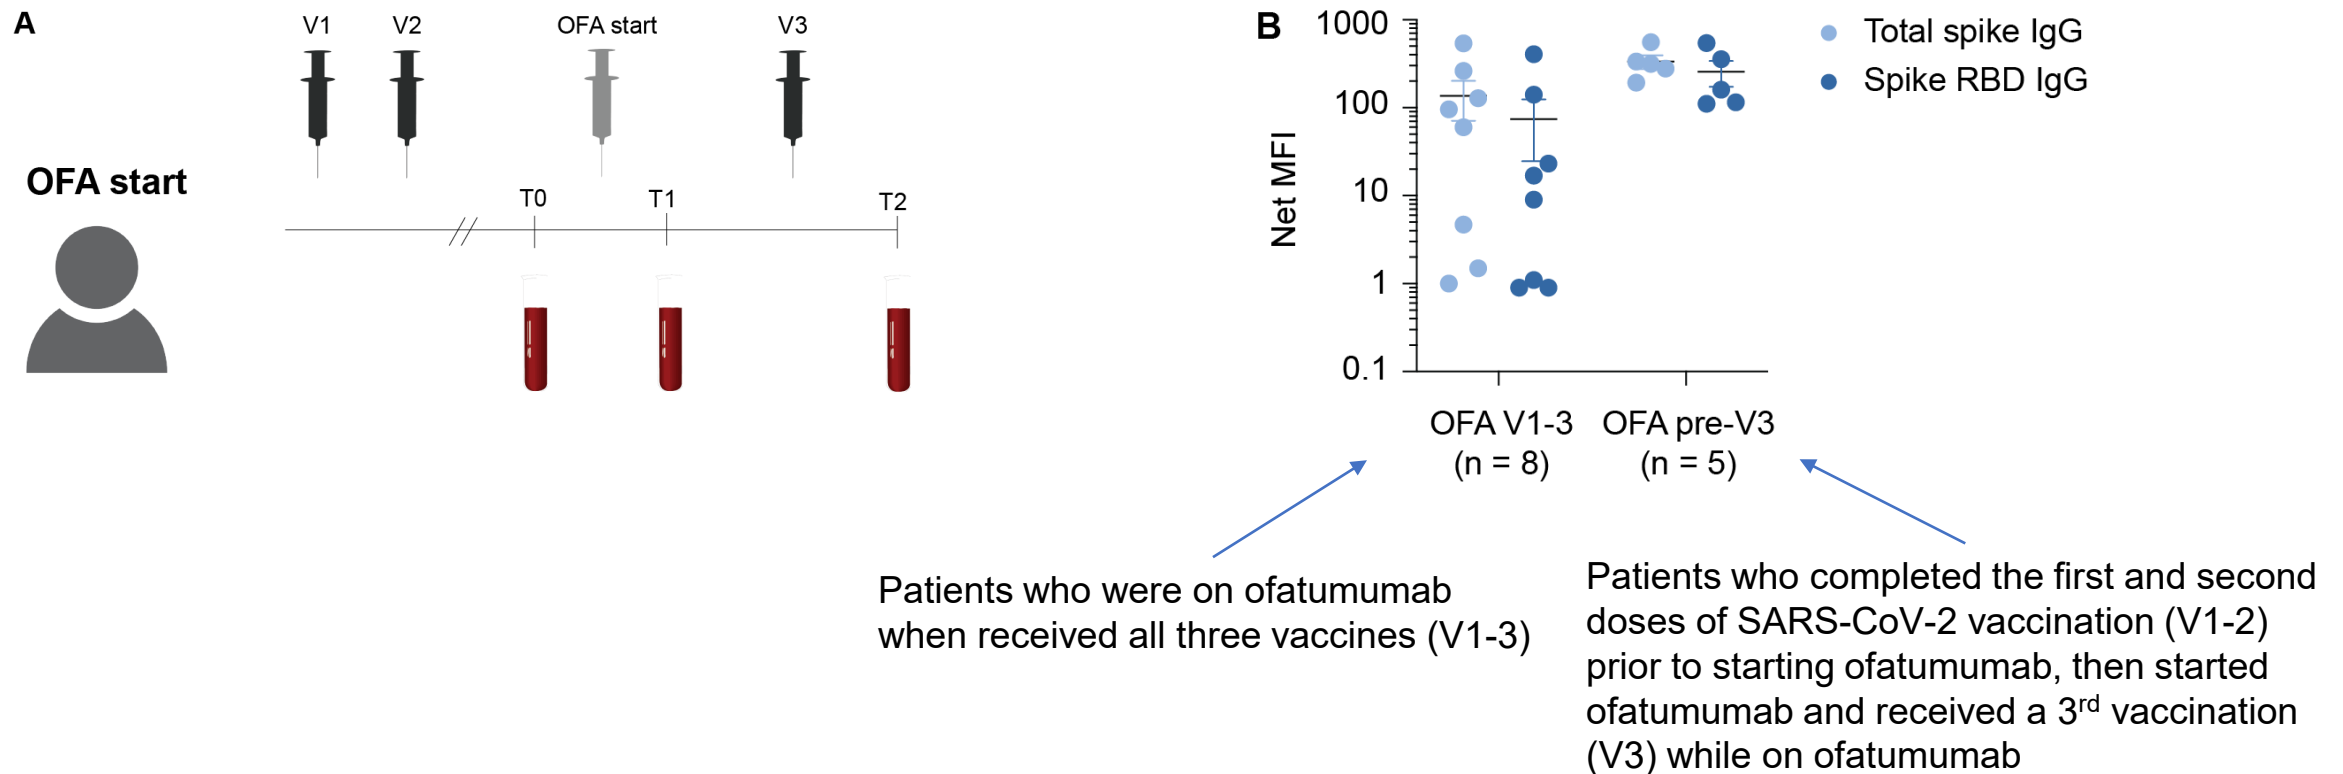 A
V1
V2
OFA start
V3
OFA start
T0
T1
T2
B
1000
100
10
1
0.1
Net MFI
Total spike IgG
Spike RBD IgG
OFA V1-3
(n = 8)
OFA pre-V3
(n = 5)
Patients who were on ofatumumab
when received all three vaccines (V1-3)
Patients who completed the first and second
doses of SARS-CoV-2 vaccination (V1-2)
prior to starting ofatumumab, then started
ofatumumab and received a 3rd vaccination
(V3) while on ofatumumab